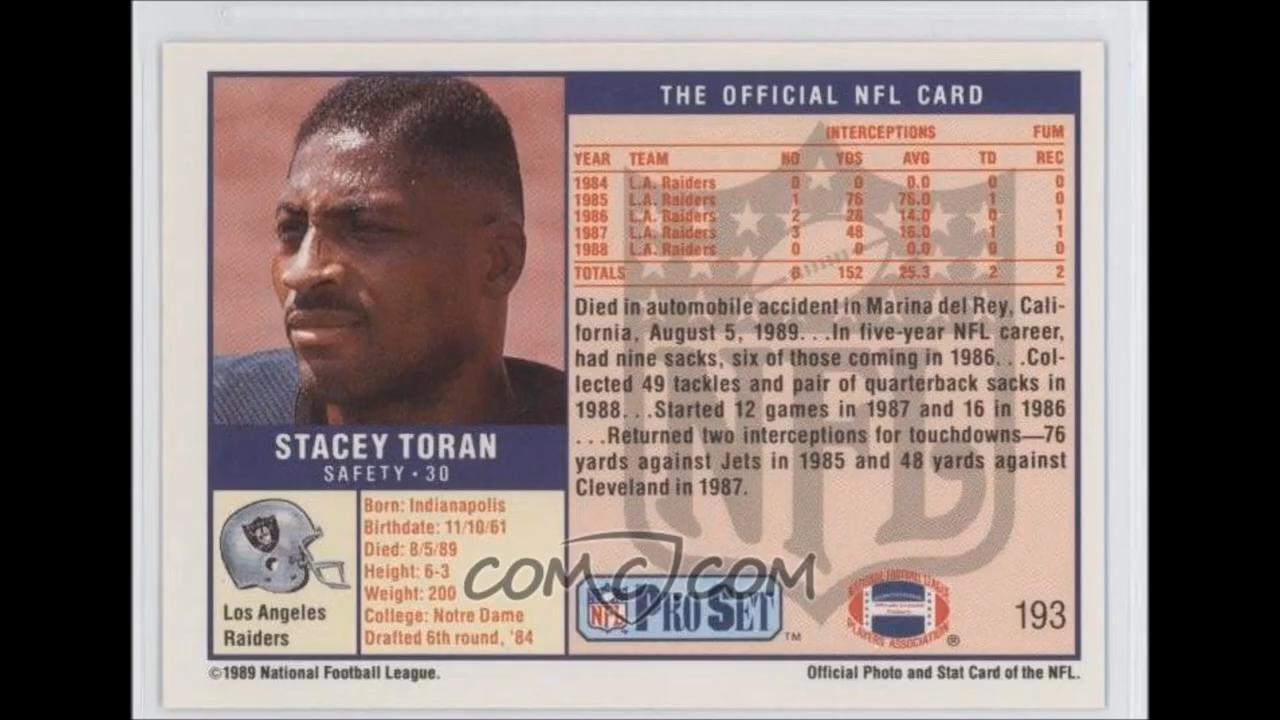 THE OFFICIAL NFL CARD
INTERCEPTIONS FUM
YEAR TEAM NO YDS AVG TD REC
1984 L.A. Raiders 0 0 0.0 0 0
1985 L.A. Raiders 1 76 76.0 1 0
1986 L.A. Raiders 2 28 14.0 0 1
1987 L.A. Raiders 3 48 16.0 1 1
1988 L.A. Raiders 0 0 0.0 0 0
TOTALS 6 152 25.3 2 2
Died in automobile accident in Marina del Rey, Cali-
fornia, August 5, 1989. . .In five-year NFL career,
had nine sacks, six of those coming in 1986. . .Col-
lected 49 tackles and pair of quarterback sacks in
1988. . .Started 12 games in 1987 and 16 in 1986
. . .Returned two interceptions for touchdowns—76
yards against Jets in 1985 and 48 yards against
Cleveland in 1987.
NFL
STACEY TORAN
SAFETY • 30
Los Angeles
Raiders
Born: Indianapolis
Birthdate: 11/10/61
Died: 8/5/89
Height: 6-3
Weight: 200
College: Notre Dame
Drafted 6th round, '84
COMC.COM
NFL PRO SET ™
NATIONAL FOOTBALL LEAGUE
PLAYERS ASSOCIATION ®
193
©1989 National Football League.
Official Photo and Stat Card of the NFL.